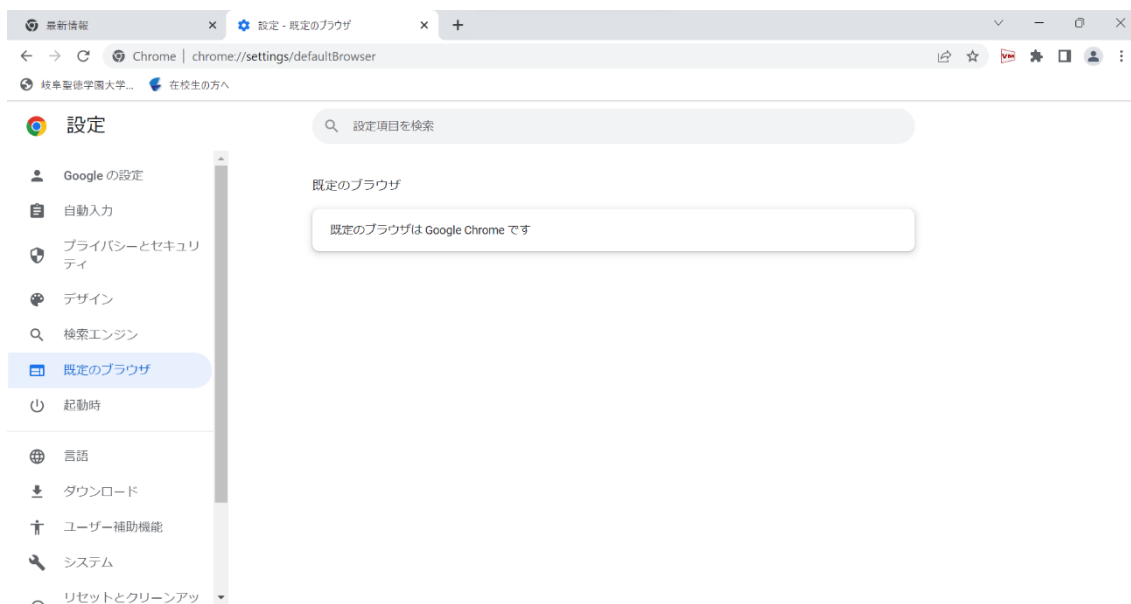 最新情報
設定 - 既定のブラウザ
Chrome | chrome://settings/defaultBrowser
岐阜聖徳学園大学... 在校生の方へ
設定
設定項目を検索
Google の設定
自動入力
プライバシーとセキュリ
ティ
デザイン
検索エンジン
既定のブラウザ
起動時
言語
ダウンロード
ユーザー補助機能
システム
リセットとクリーンアッ
既定のブラウザ
既定のブラウザは Google Chrome です